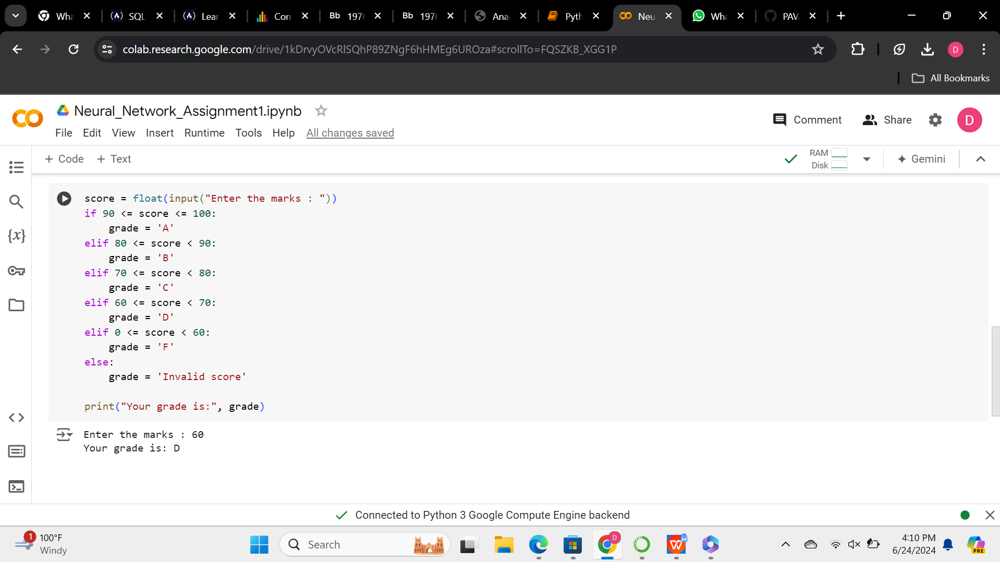 Wha
SQL
Lear
Con
Bb 197
Bb 197
Ana
Pyth
Neu
Wha
PAV
colab.research.google.com/drive/1kDrvyOVcRlSQhP89ZNgF6hHMEg6UROza#scrollTo=FQSZKB_XGG1P
D
All Bookmarks
Neural_Network_Assignment1.ipynb
Comment
Share
D
File Edit View Insert Runtime Tools Help All changes saved
+ Code + Text
RAM
Disk
Gemini
score = float(input("Enter the marks : "))
if 90 <= score <= 100:
    grade = 'A'
elif 80 <= score < 90:
    grade = 'B'
elif 70 <= score < 80:
    grade = 'C'
elif 60 <= score < 70:
    grade = 'D'
elif 0 <= score < 60:
    grade = 'F'
else:
    grade = 'Invalid score'
print("Your grade is:", grade)
Enter the marks : 60
Your grade is: D
Connected to Python 3 Google Compute Engine backend
1
100°F
Windy
Search
D
4:10 PM
6/24/2024
PRE